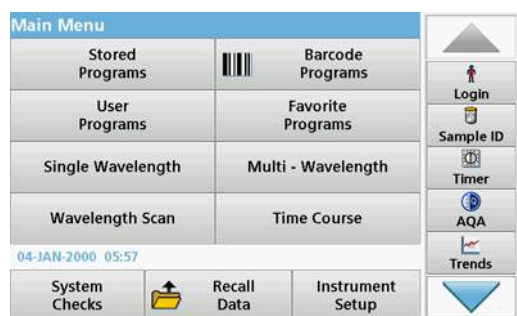 Main Menu
Stored
Programs
Barcode
Programs
User
Programs
Favorite
Programs
Single Wavelength
Multi - Wavelength
Wavelength Scan
Time Course
04-JAN-2000 05:57
System
Checks
Recall
Data
Instrument
Setup
Login
Sample ID
Timer
AQA
Trends